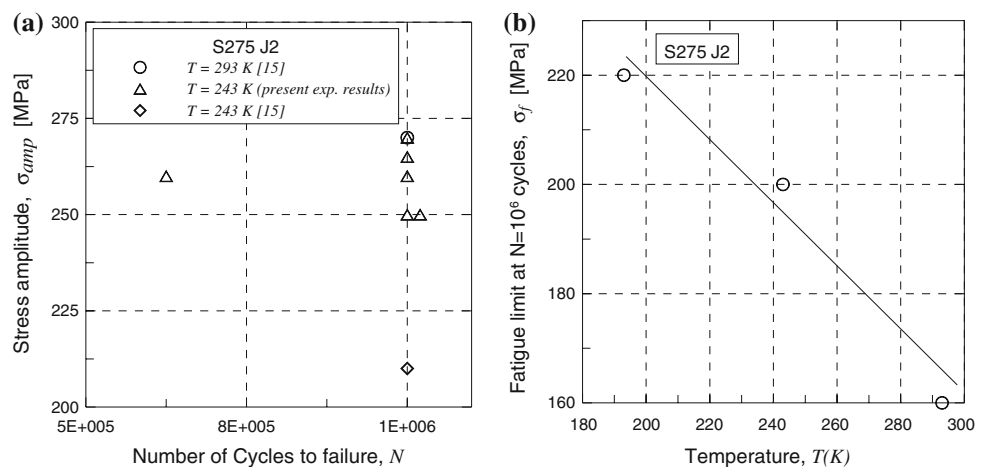 (a)
300
275
250
225
200
Stress amplitude, σamp [MPa]
S275 J2
T = 293 K [15]
T = 243 K (present exp. results)
T = 243 K [15]
5E+005 8E+005 1E+006
Number of Cycles to failure, N
(b)
220
200
180
160
Fatigue limit at N=10⁶ cycles, σf [MPa]
S275 J2
180 200 220 240 260 280 300
Temperature, T(K)